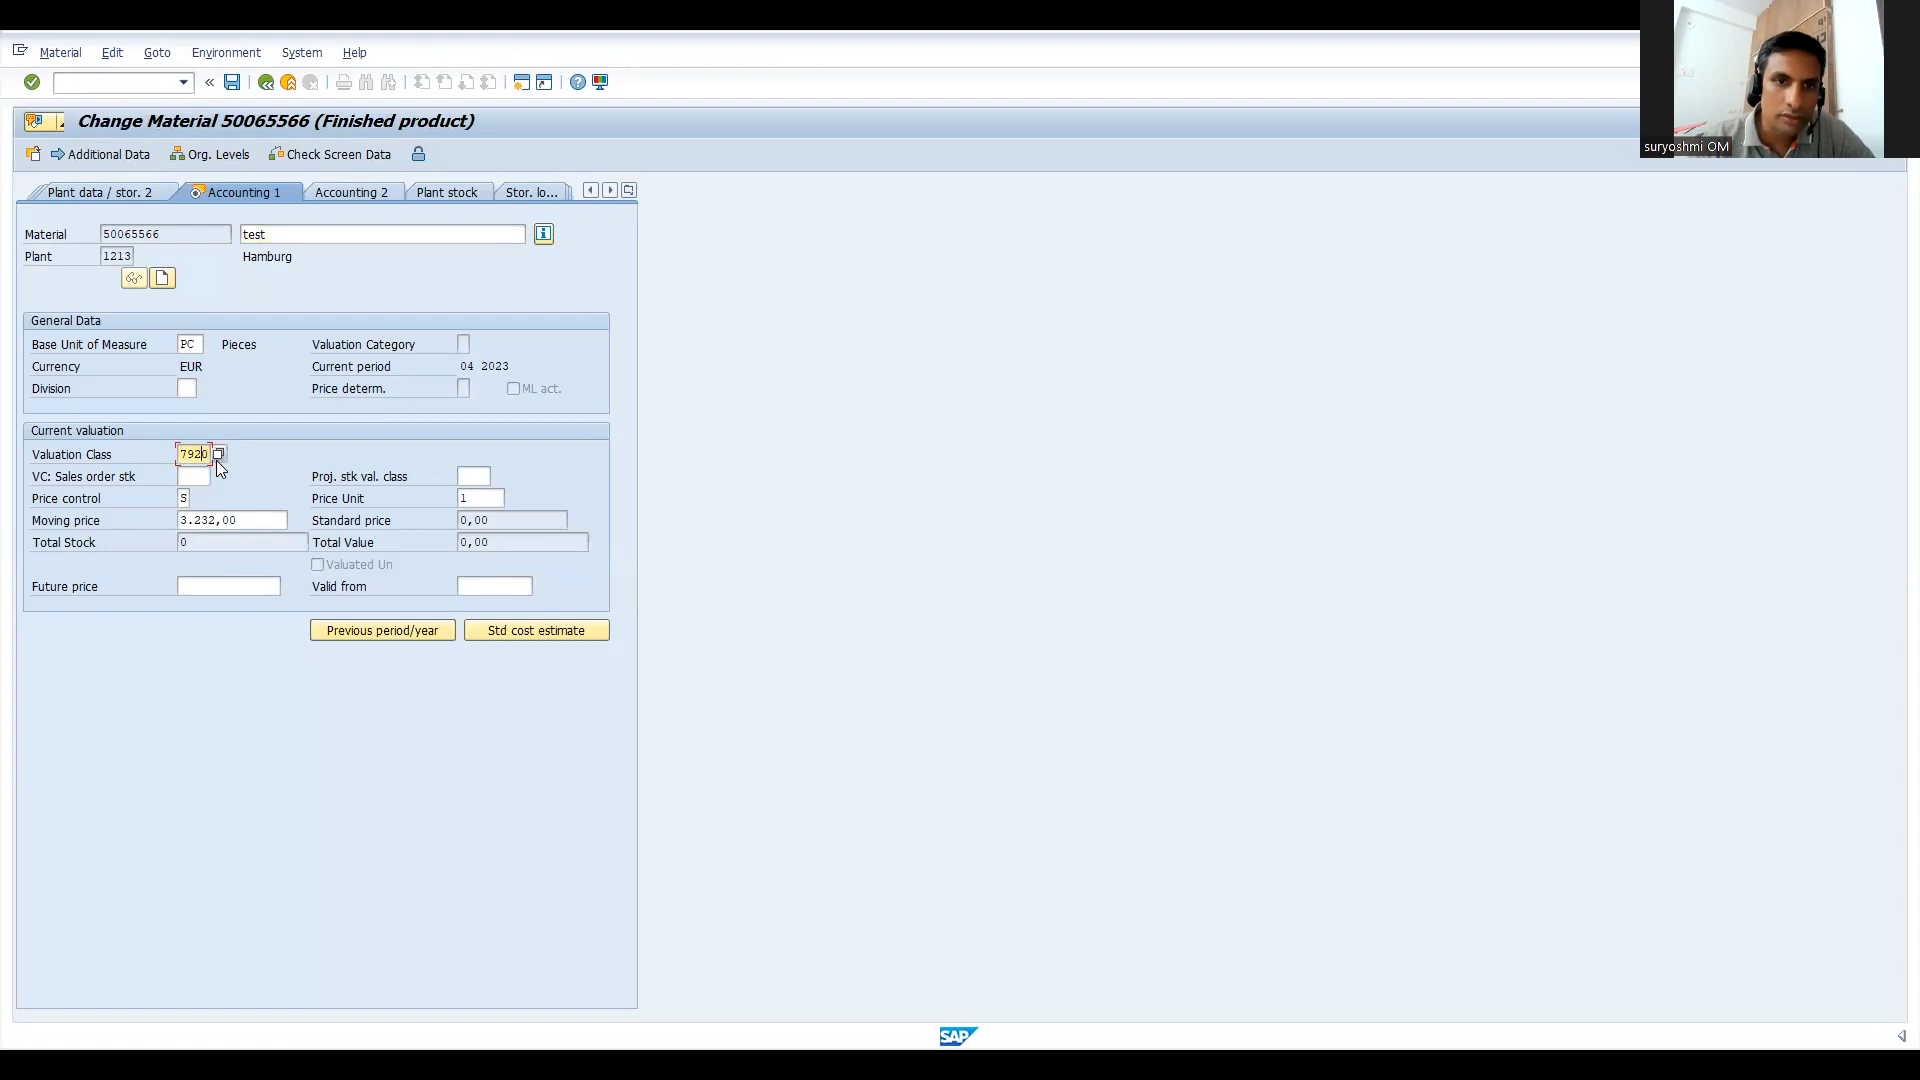 Material Edit Goto Environment System Help
Change Material 50065566 (Finished product)
Additional Data Org. Levels Check Screen Data
suryoshmi OM
Plant data / stor. 2 Accounting 1 Accounting 2 Plant stock Stor. lo...
Material 50065566 test
Plant 1213 Hamburg
General Data
Base Unit of Measure PC Pieces Valuation Category
Currency EUR Current period 04 2023
Division Price determ. ML act.
Current valuation
Valuation Class 7920
VC: Sales order stk Proj. stk val. class
Price control S Price Unit 1
Moving price 3.232,00 Standard price 0,00
Total Stock 0 Total Value 0,00
Valuated Un
Future price Valid from
Previous period/year Std cost estimate
SAP